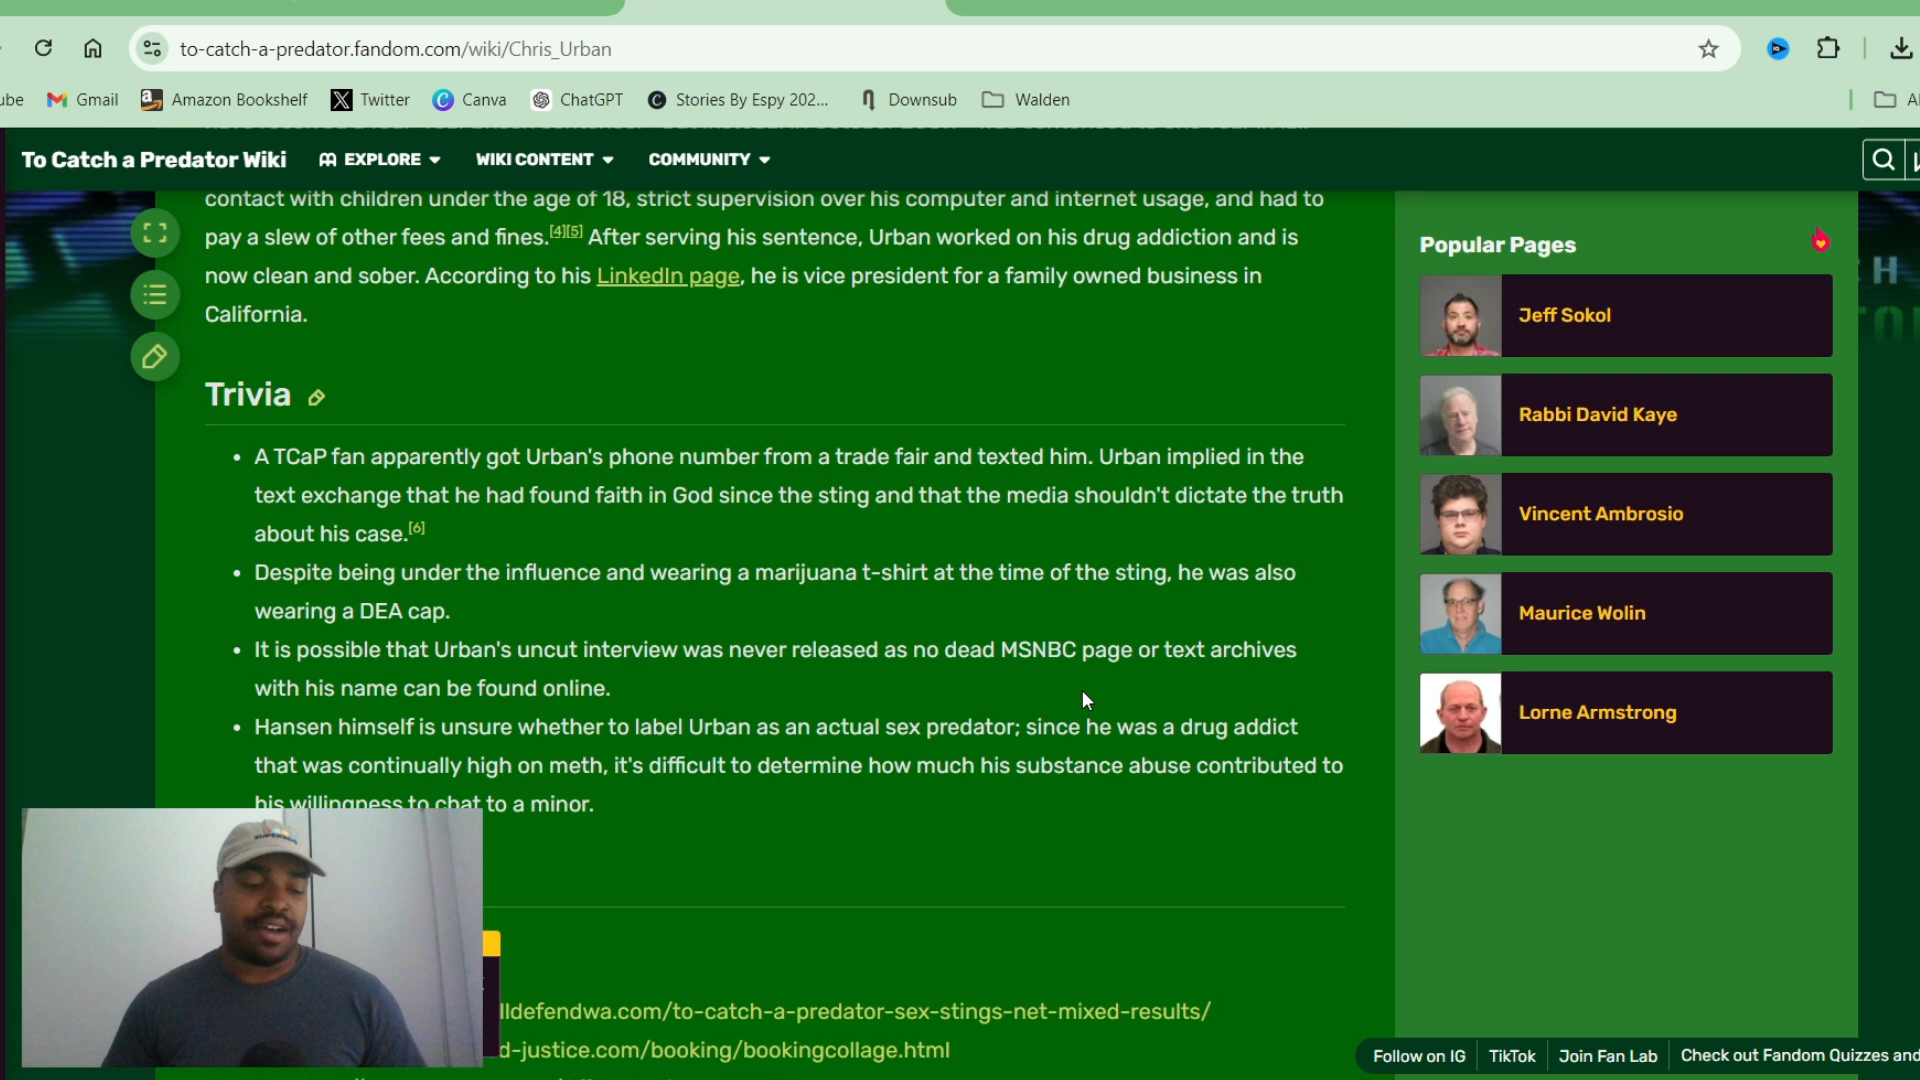 to-catch-a-predator.fandom.com/wiki/Chris_Urban
ube Gmail Amazon Bookshelf Twitter Canva ChatGPT Stories By Espy 202... Downsub Walden
To Catch a Predator Wiki EXPLORE WIKI CONTENT COMMUNITY
contact with children under the age of 18, strict supervision over his computer and internet usage, and had to
pay a slew of other fees and fines.[4][5] After serving his sentence, Urban worked on his drug addiction and is
now clean and sober. According to his LinkedIn page, he is vice president for a family owned business in
California.
Trivia
• A TCaP fan apparently got Urban's phone number from a trade fair and texted him. Urban implied in the
text exchange that he had found faith in God since the sting and that the media shouldn't dictate the truth
about his case.[6]
• Despite being under the influence and wearing a marijuana t-shirt at the time of the sting, he was also
wearing a DEA cap.
• It is possible that Urban's uncut interview was never released as no dead MSNBC page or text archives
with his name can be found online.
• Hansen himself is unsure whether to label Urban as an actual sex predator; since he was a drug addict
that was continually high on meth, it's difficult to determine how much his substance abuse contributed to
his willingness to chat to a minor.
lldefendwa.com/to-catch-a-predator-sex-stings-net-mixed-results/
d-justice.com/booking/bookingcollage.html
Popular Pages
Jeff Sokol
Rabbi David Kaye
Vincent Ambrosio
Maurice Wolin
Lorne Armstrong
Follow on IG TikTok Join Fan Lab Check out Fandom Quizzes and